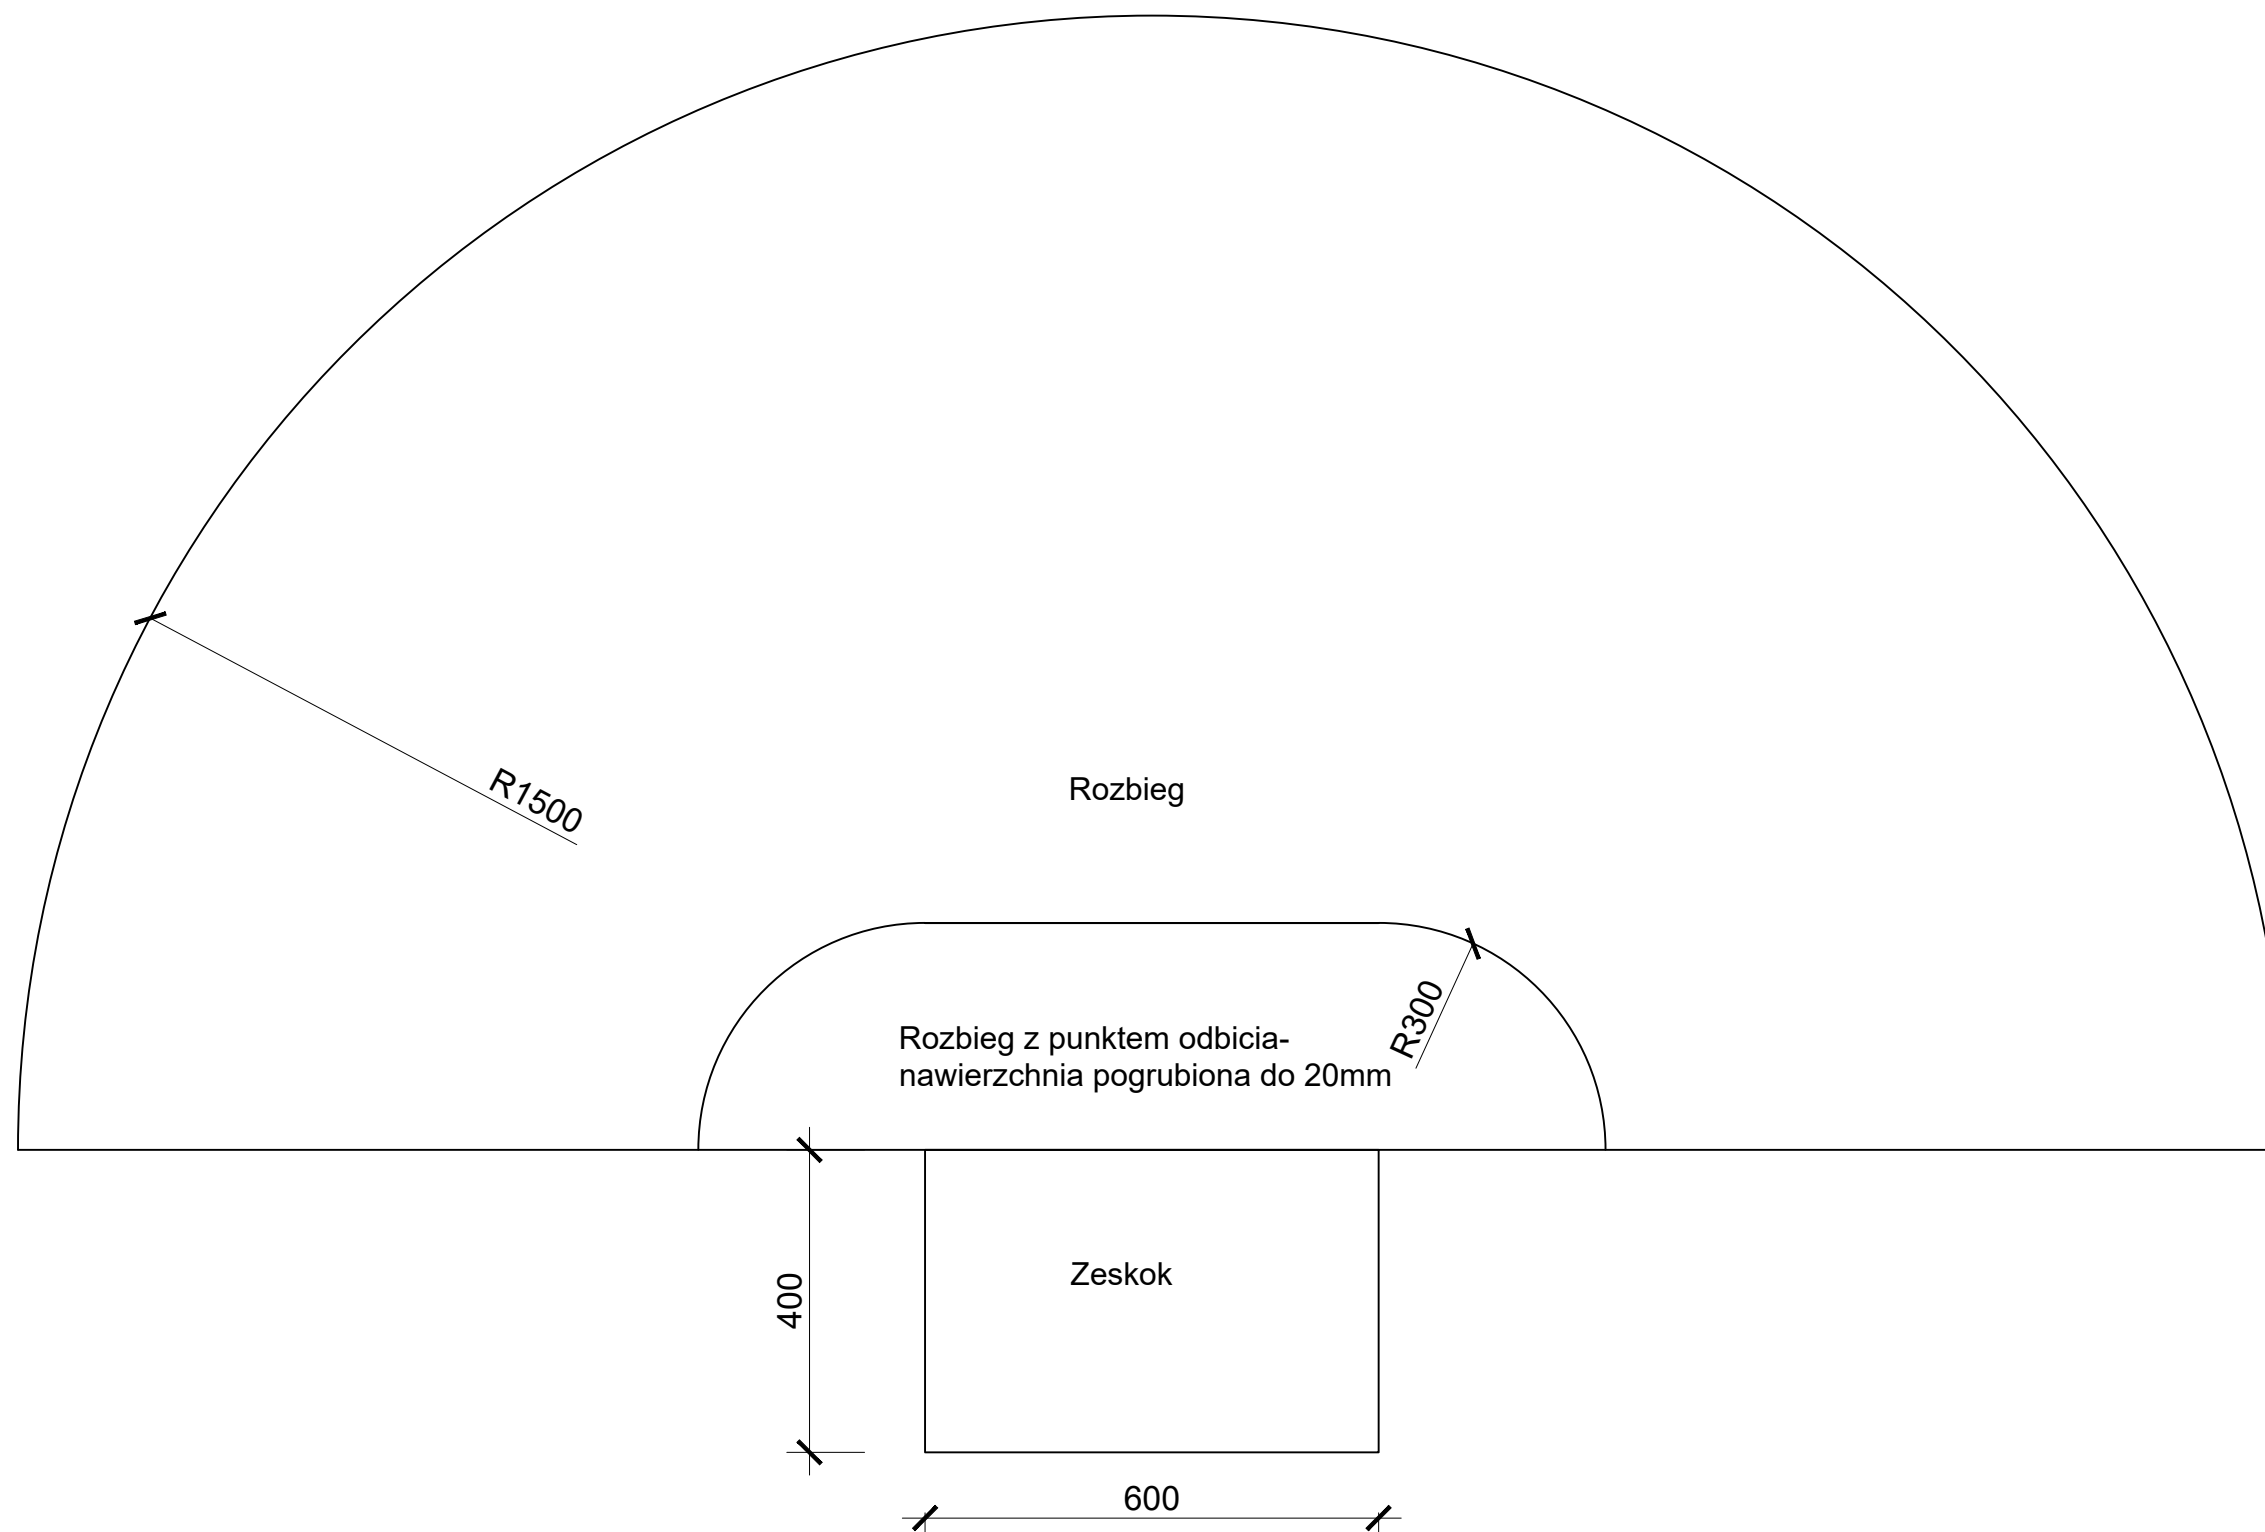 R1500
Rozbieg
R300
Rozbieg z punktem odbicia-
nawierzchnia pogrubiona do 20mm
400
Zeskok
600